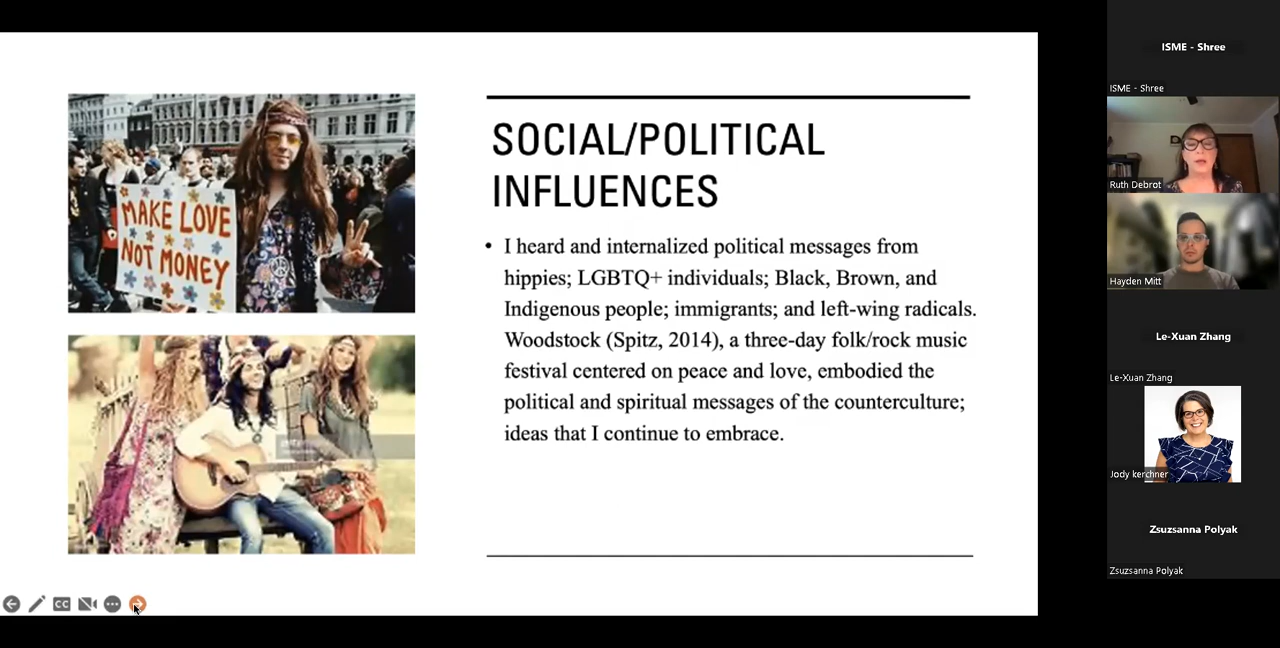 MAKE LOVE
NOT MONEY
SOCIAL/POLITICAL
INFLUENCES
• I heard and internalized political messages from
hippies; LGBTQ+ individuals; Black, Brown, and
Indigenous people; immigrants; and left-wing radicals.
Woodstock (Spitz, 2014), a three-day folk/rock music
festival centered on peace and love, embodied the
political and spiritual messages of the counterculture;
ideas that I continue to embrace.
CC
ISME - Shree
ISME - Shree
Ruth Debrot
Hayden Mitt
Le-Xuan Zhang
Le-Xuan Zhang
Jody kerchner
Zsuzsanna Polyak
Zsuzsanna Polyak